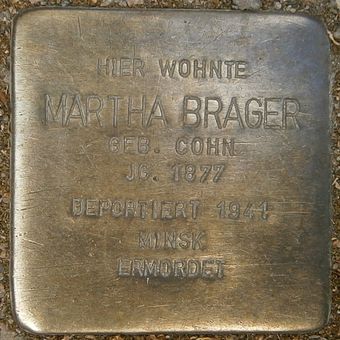 HIER WOHNTE
MARTHA BRAGER
GEB. COHN
JG. 1877
DEPORTIERT 1941
MINSK
ERMORDET